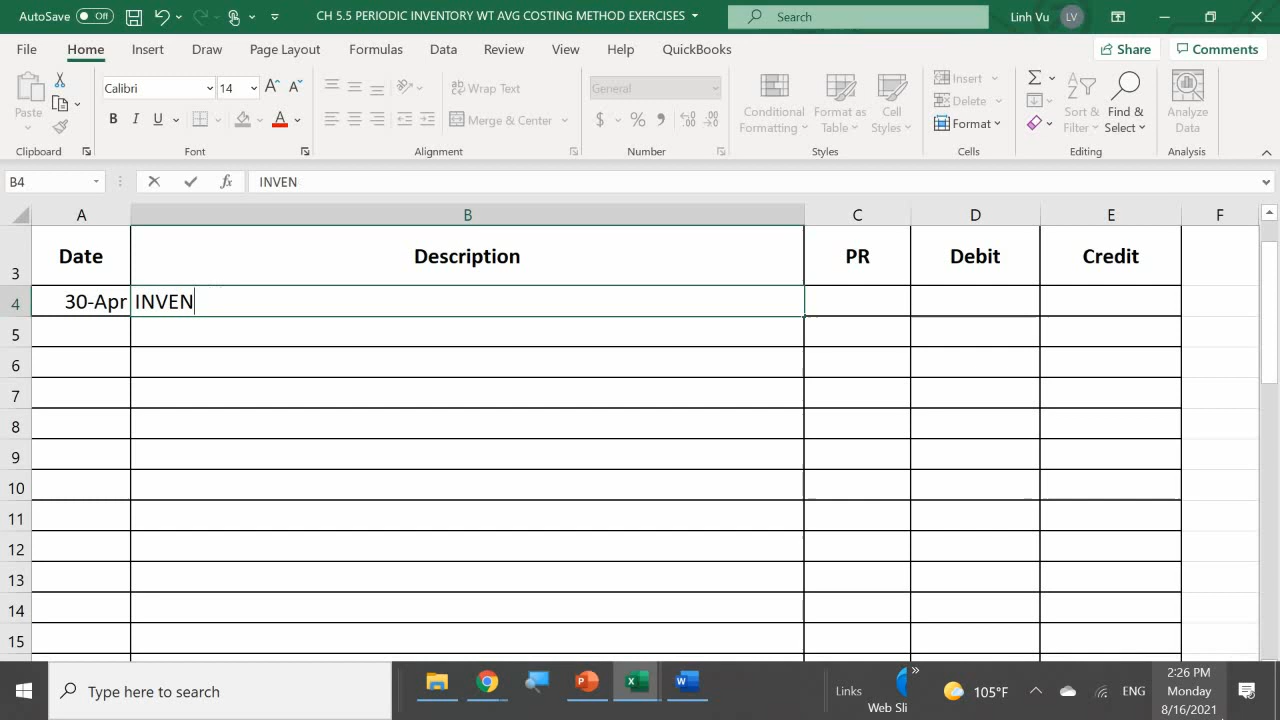 AutoSave Off CH 5.5 PERIODIC INVENTORY WT AVG COSTING METHOD EXERCISES Search Linh Vu LV
File Home Insert Draw Page Layout Formulas Data Review View Help QuickBooks Share Comments
Paste Calibri 14 A A Wrap Text General Conditional Formatting Format as Table Cell Styles Insert Sort & Filter Find & Select Analyze Data
B I U A Merge & Center $ % 9 Delete
Format
Clipboard Font Alignment Number Styles Cells Editing Analysis
B4 fx INVEN
A B C D E F
3 Date Description PR Debit Credit
4 30-Apr INVEN
5
6
7
8
9
10
11
12
13
14
15
Type here to search Links Web Sli 105°F ENG 2:26 PM
Monday
8/16/2021